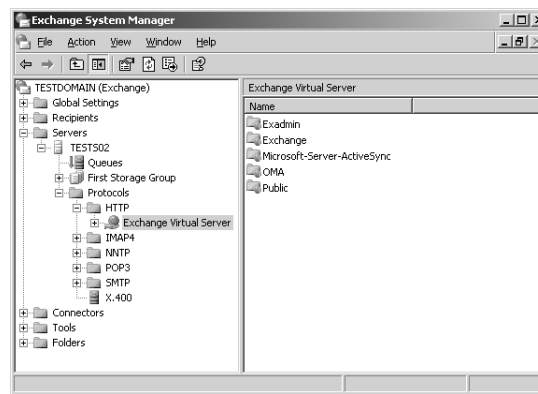 Exchange System Manager
File Action View Window Help
TESTDOMAIN (Exchange)
Global Settings
Recipients
Servers
TESTS02
Queues
First Storage Group
Protocols
HTTP
Exchange Virtual Server
IMAP4
NNTP
POP3
SMTP
X.400
Connectors
Tools
Folders
Exchange Virtual Server
Name
Exadmin
Exchange
Microsoft-Server-ActiveSync
OMA
Public